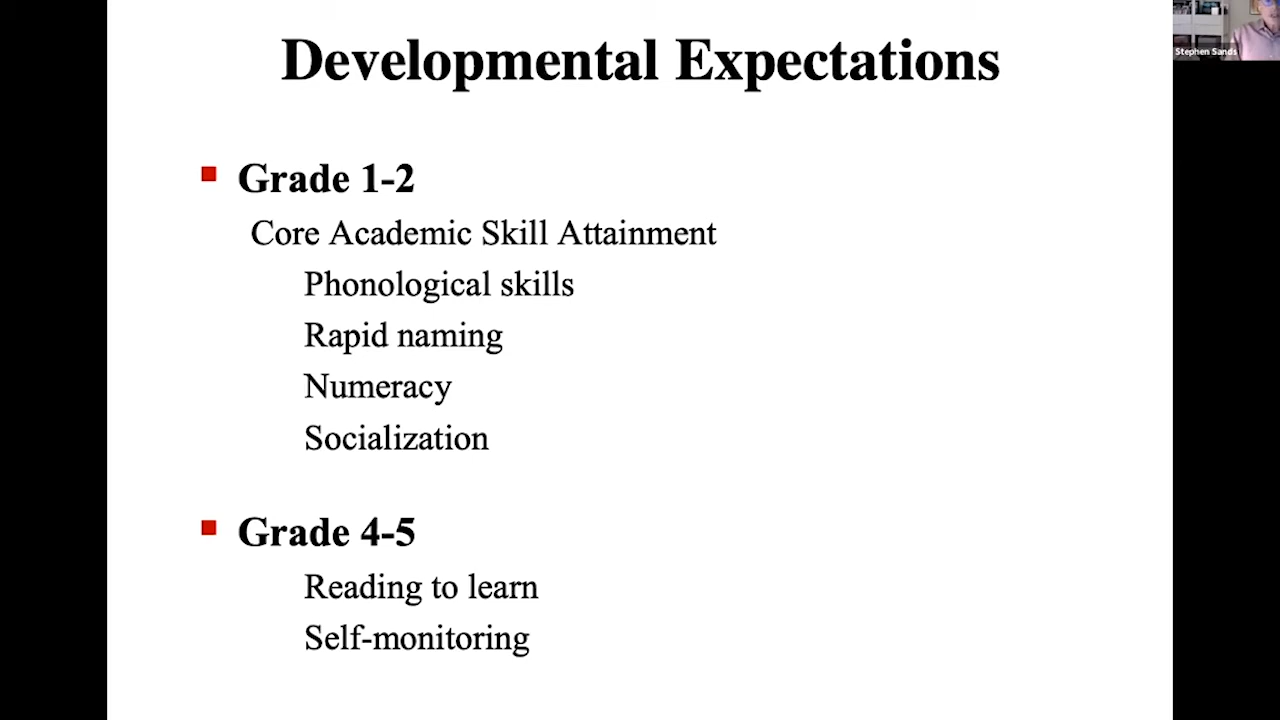 Developmental Expectations
Stephen Sands
Grade 1-2
Core Academic Skill Attainment
Phonological skills
Rapid naming
Numeracy
Socialization
Grade 4-5
Reading to learn
Self-monitoring